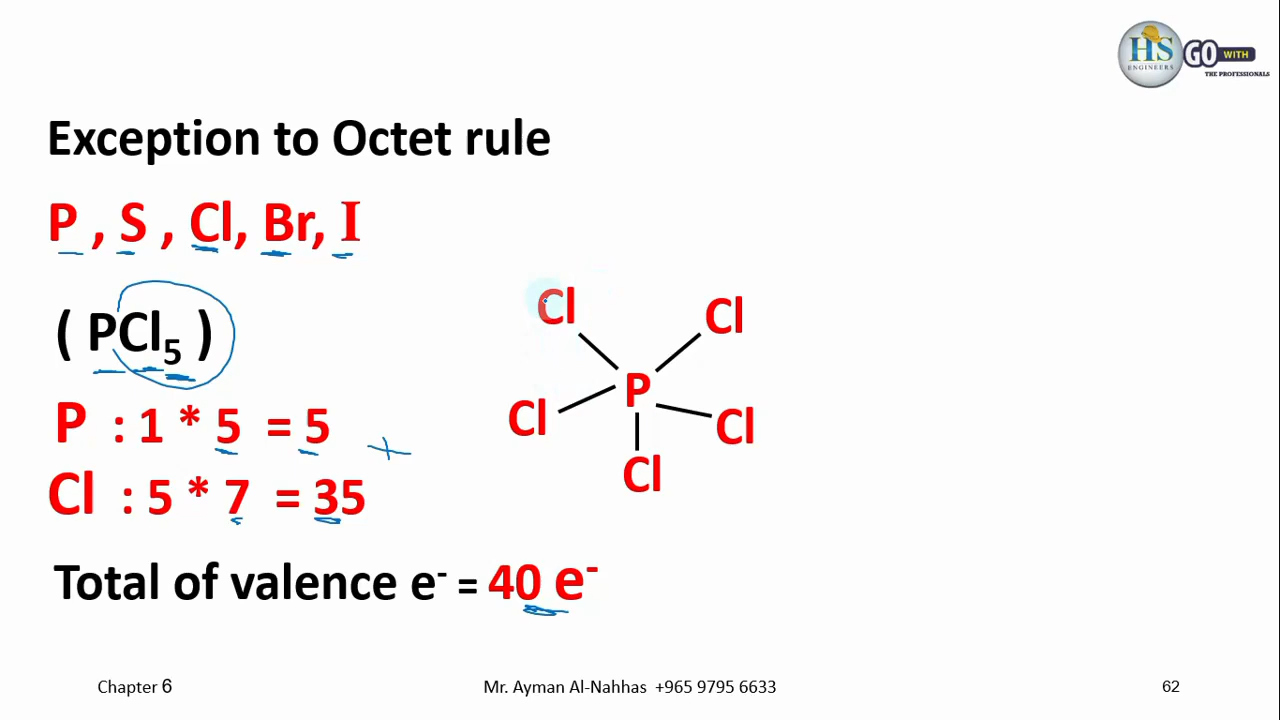 HS
ENGINEERS
GO WITH
THE PROFESSIONALS
Exception to Octet rule
P , S , Cl, Br, I
( PCl₅ )
P : 1 * 5 = 5 +
Cl : 5 * 7 = 35
Total of valence e⁻ = 40 e⁻
Cl
Cl
P
Cl
Cl
Cl
Chapter 6
Mr. Ayman Al-Nahhas +965 9795 6633
62